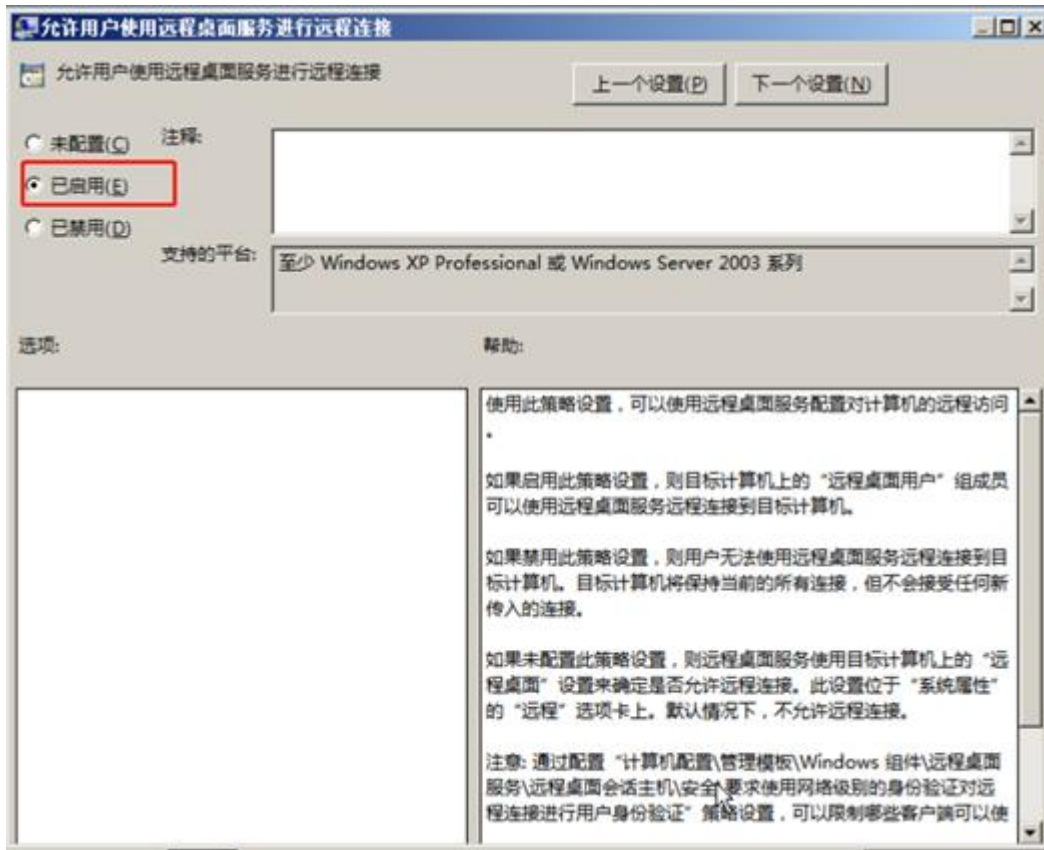 允许用户使用远程桌面服务进行远程连接
允许用户使用远程桌面服务进行远程连接
上一个设置(P)
下一个设置(N)
未配置(C)
注释:
已启用(E)
已禁用(D)
支持的平台:
至少 Windows XP Professional 或 Windows Server 2003 系列
选项:
帮助:
使用此策略设置，可以使用远程桌面服务配置对计算机的远程访问
。
如果启用此策略设置，则目标计算机上的“远程桌面用户”组成员
可以使用远程桌面服务远程连接到目标计算机。
如果禁用此策略设置，则用户无法使用远程桌面服务远程连接到目
标计算机。目标计算机将保持当前的所有连接，但不会接受任何新
传入的连接。
如果未配置此策略设置，则远程桌面服务使用目标计算机上的“远
程桌面”设置来确定是否允许远程连接。此设置位于“系统属性”
的“远程”选项卡上。默认情况下，不允许远程连接。
注意: 通过配置“计算机配置\管理模板\Windows 组件\远程桌面
服务\远程桌面会话主机\安全\要求使用网络级别的身份验证对远
程连接进行用户身份验证”策略设置，可以限制哪些客户端可以使